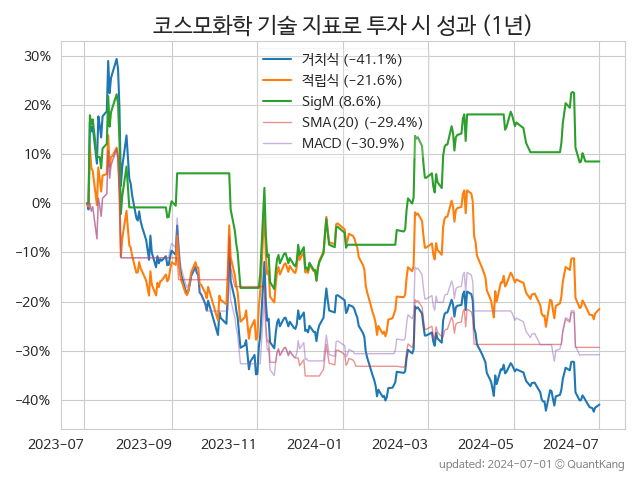 코스모화학 기술 지표로 투자 시 성과 (1년)
거치식 (−41.1%)
적립식 (−21.6%)
SigM (8.6%)
SMA(20) (−29.4%)
MACD (−30.9%)
30%
20%
10%
0%
−10%
−20%
−30%
−40%
2023-07 2023-09 2023-11 2024-01 2024-03 2024-05 2024-07
updated: 2024-07-01 © QuantKang